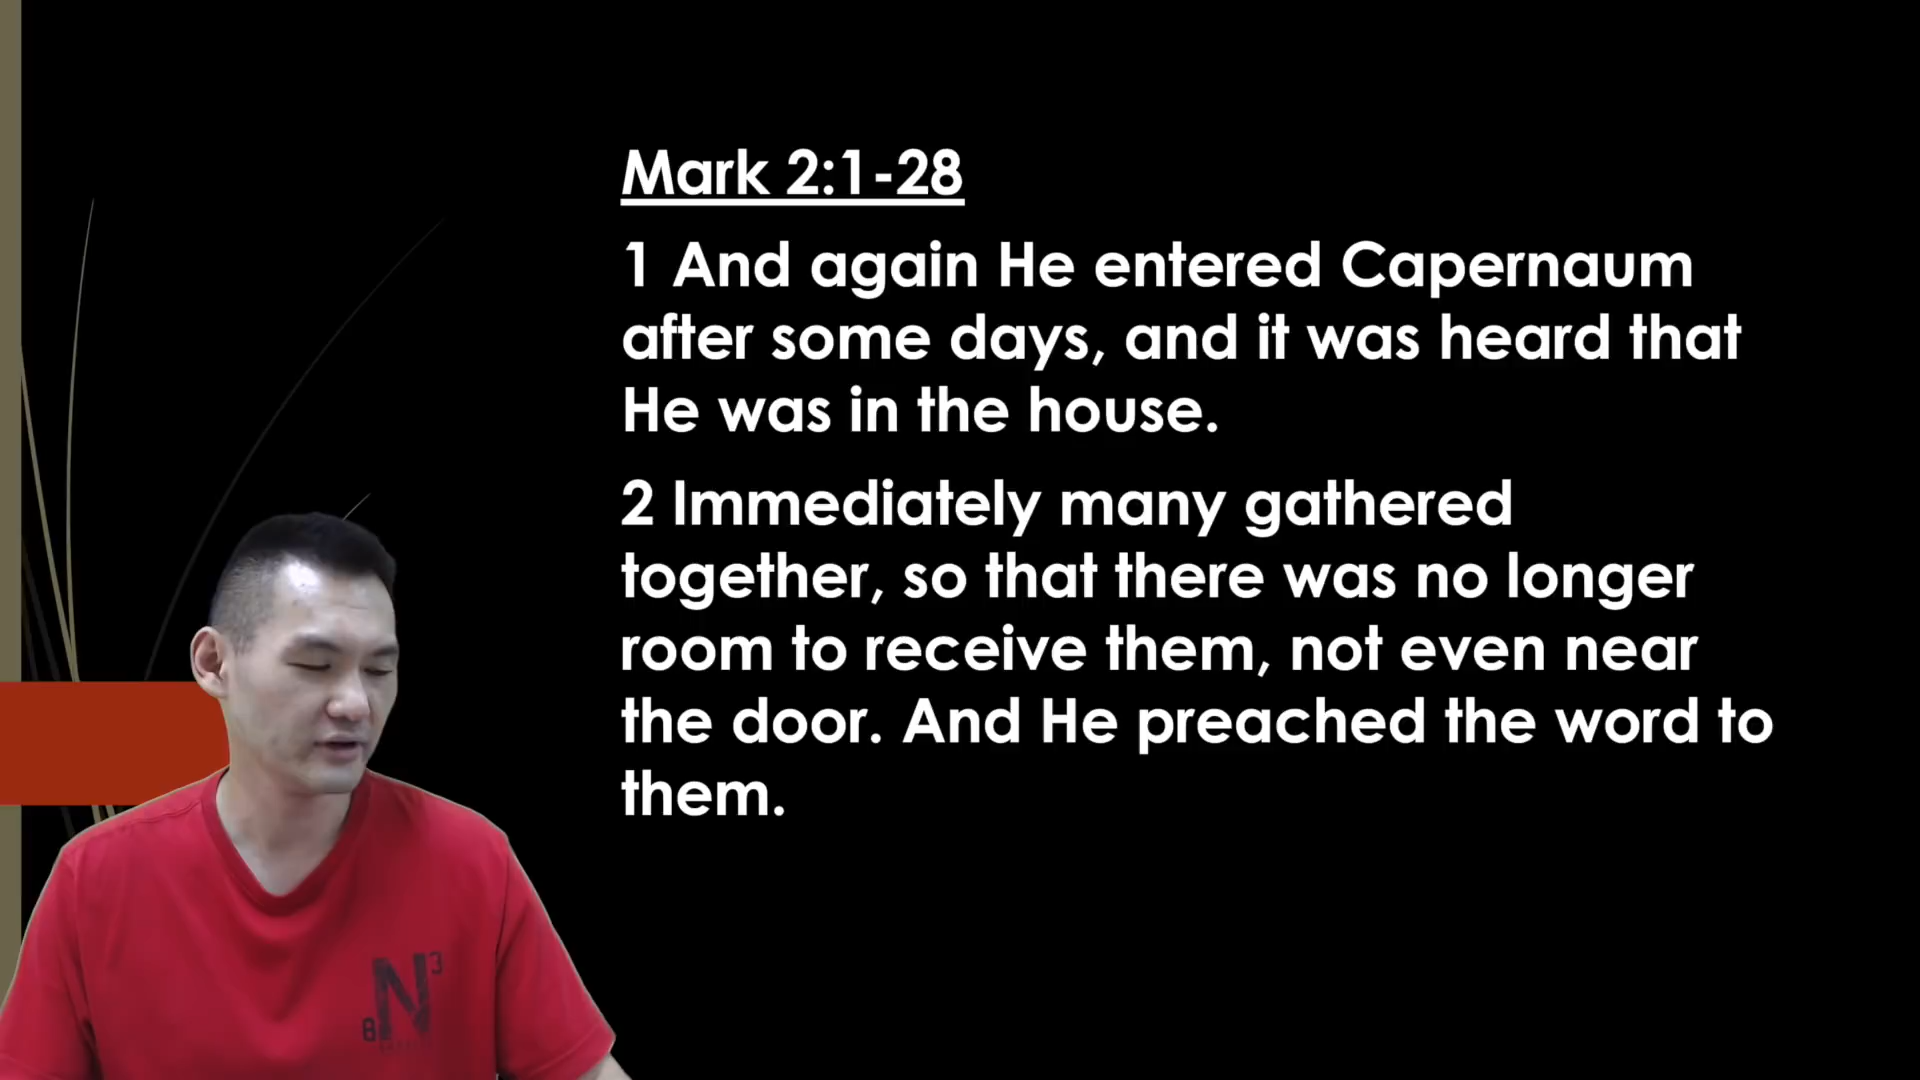 Mark 2:1-28
1 And again He entered Capernaum
after some days, and it was heard that
He was in the house.
2 Immediately many gathered
together, so that there was no longer
room to receive them, not even near
the door. And He preached the word to
them.
N3